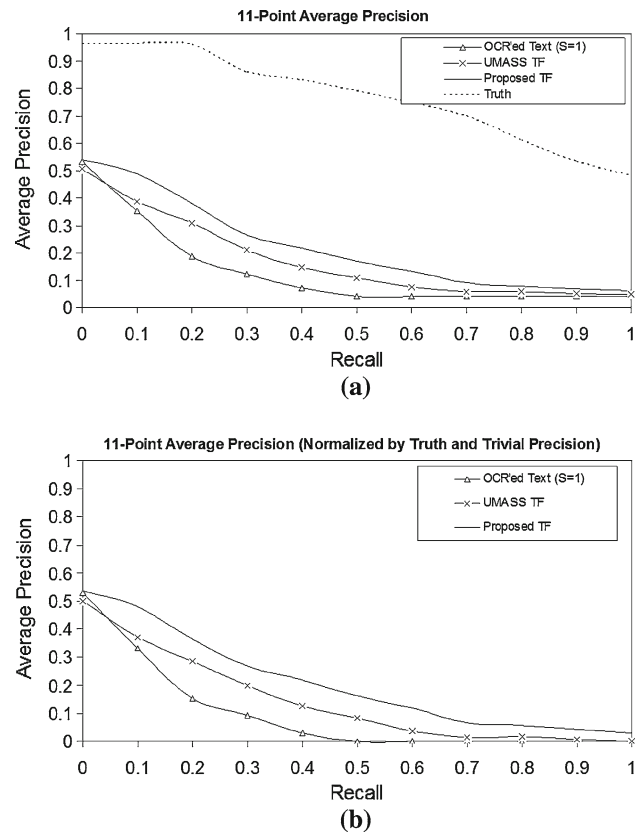 11-Point Average Precision
1
0.9
0.8
0.7
0.6
0.5
0.4
0.3
0.2
0.1
0
Average Precision
OCR'ed Text (S=1)
UMASS TF
Proposed TF
Truth
0 0.1 0.2 0.3 0.4 0.5 0.6 0.7 0.8 0.9 1
Recall
(a)
11-Point Average Precision (Normalized by Truth and Trivial Precision)
1
0.9
0.8
0.7
0.6
0.5
0.4
0.3
0.2
0.1
0
Average Precision
OCR'ed Text (S=1)
UMASS TF
Proposed TF
0 0.1 0.2 0.3 0.4 0.5 0.6 0.7 0.8 0.9 1
Recall
(b)